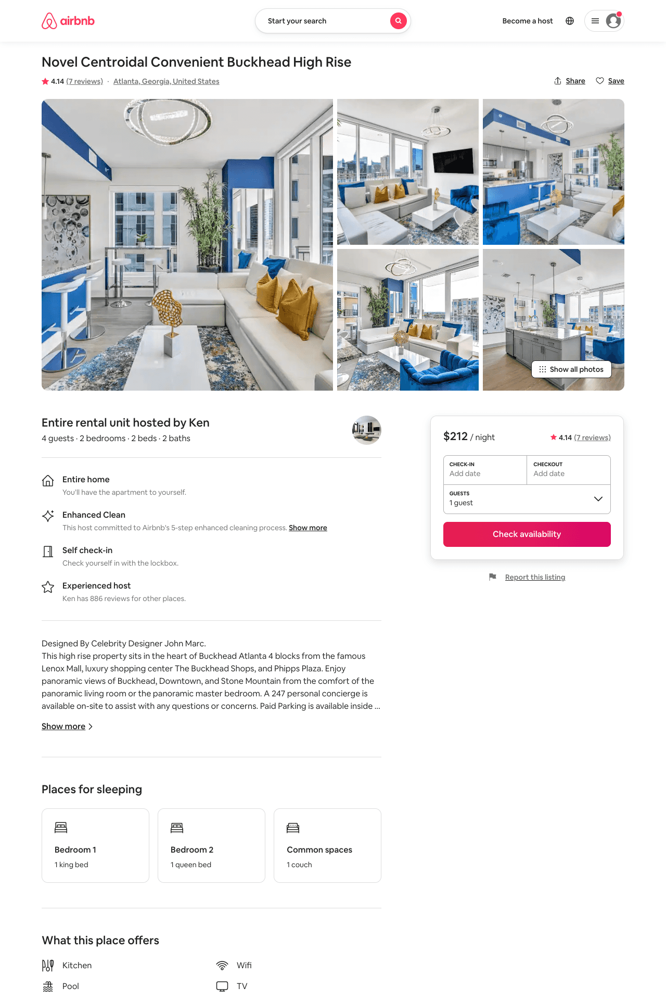 airbnb
Start your search
Become a host
Novel Centroidal Convenient Buckhead High Rise
4.14 (7 reviews) · Atlanta, Georgia, United States
Share
Save
Show all photos
Entire rental unit hosted by Ken
4 guests · 2 bedrooms · 2 beds · 2 baths
Entire home
You’ll have the apartment to yourself.
Enhanced Clean
This host committed to Airbnb's 5-step enhanced cleaning process. Show more
Self check-in
Check yourself in with the lockbox.
Experienced host
Ken has 886 reviews for other places.
$212 / night
4.14 (7 reviews)
CHECK-IN
Add date
CHECKOUT
Add date
GUESTS
1 guest
Check availability
Report this listing
Designed By Celebrity Designer John Marc.
This high rise property sits in the heart of Buckhead Atlanta 4 blocks from the famous
Lenox Mall, luxury shopping center The Buckhead Shops, and Phipps Plaza. Enjoy
panoramic views of Buckhead, Downtown, and Stone Mountain from the comfort of the
panoramic living room or the panoramic master bedroom. A 247 personal concierge is
available on-site to assist with any questions or concerns. Paid Parking is available inside ...
Show more
Places for sleeping
Bedroom 1
1 king bed
Bedroom 2
1 queen bed
Common spaces
1 couch
What this place offers
Kitchen
Wifi
Pool
TV